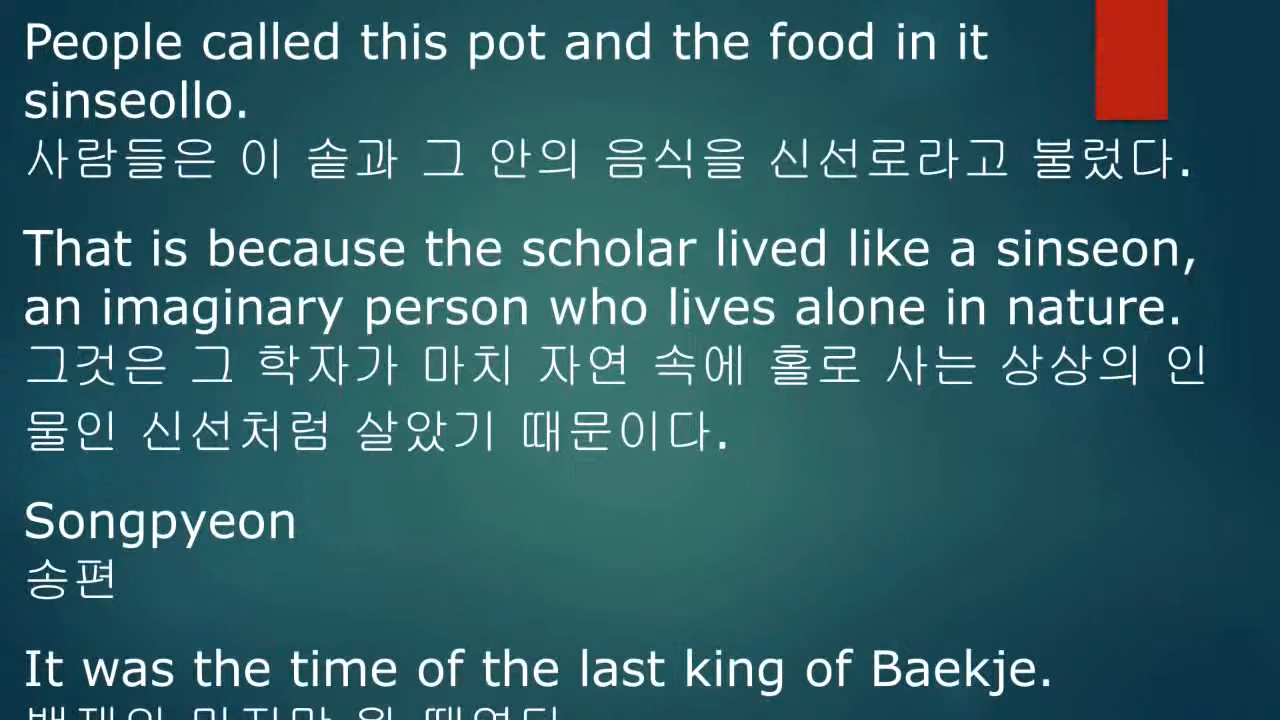 People called this pot and the food in it
sinseollo.
사람들은 이 솥과 그 안의 음식을 신선로라고 불렀다.
That is because the scholar lived like a sinseon,
an imaginary person who lives alone in nature.
그것은 그 학자가 마치 자연 속에 홀로 사는 상상의 인
물인 신선처럼 살았기 때문이다.
Songpyeon
송편
It was the time of the last king of Baekje.